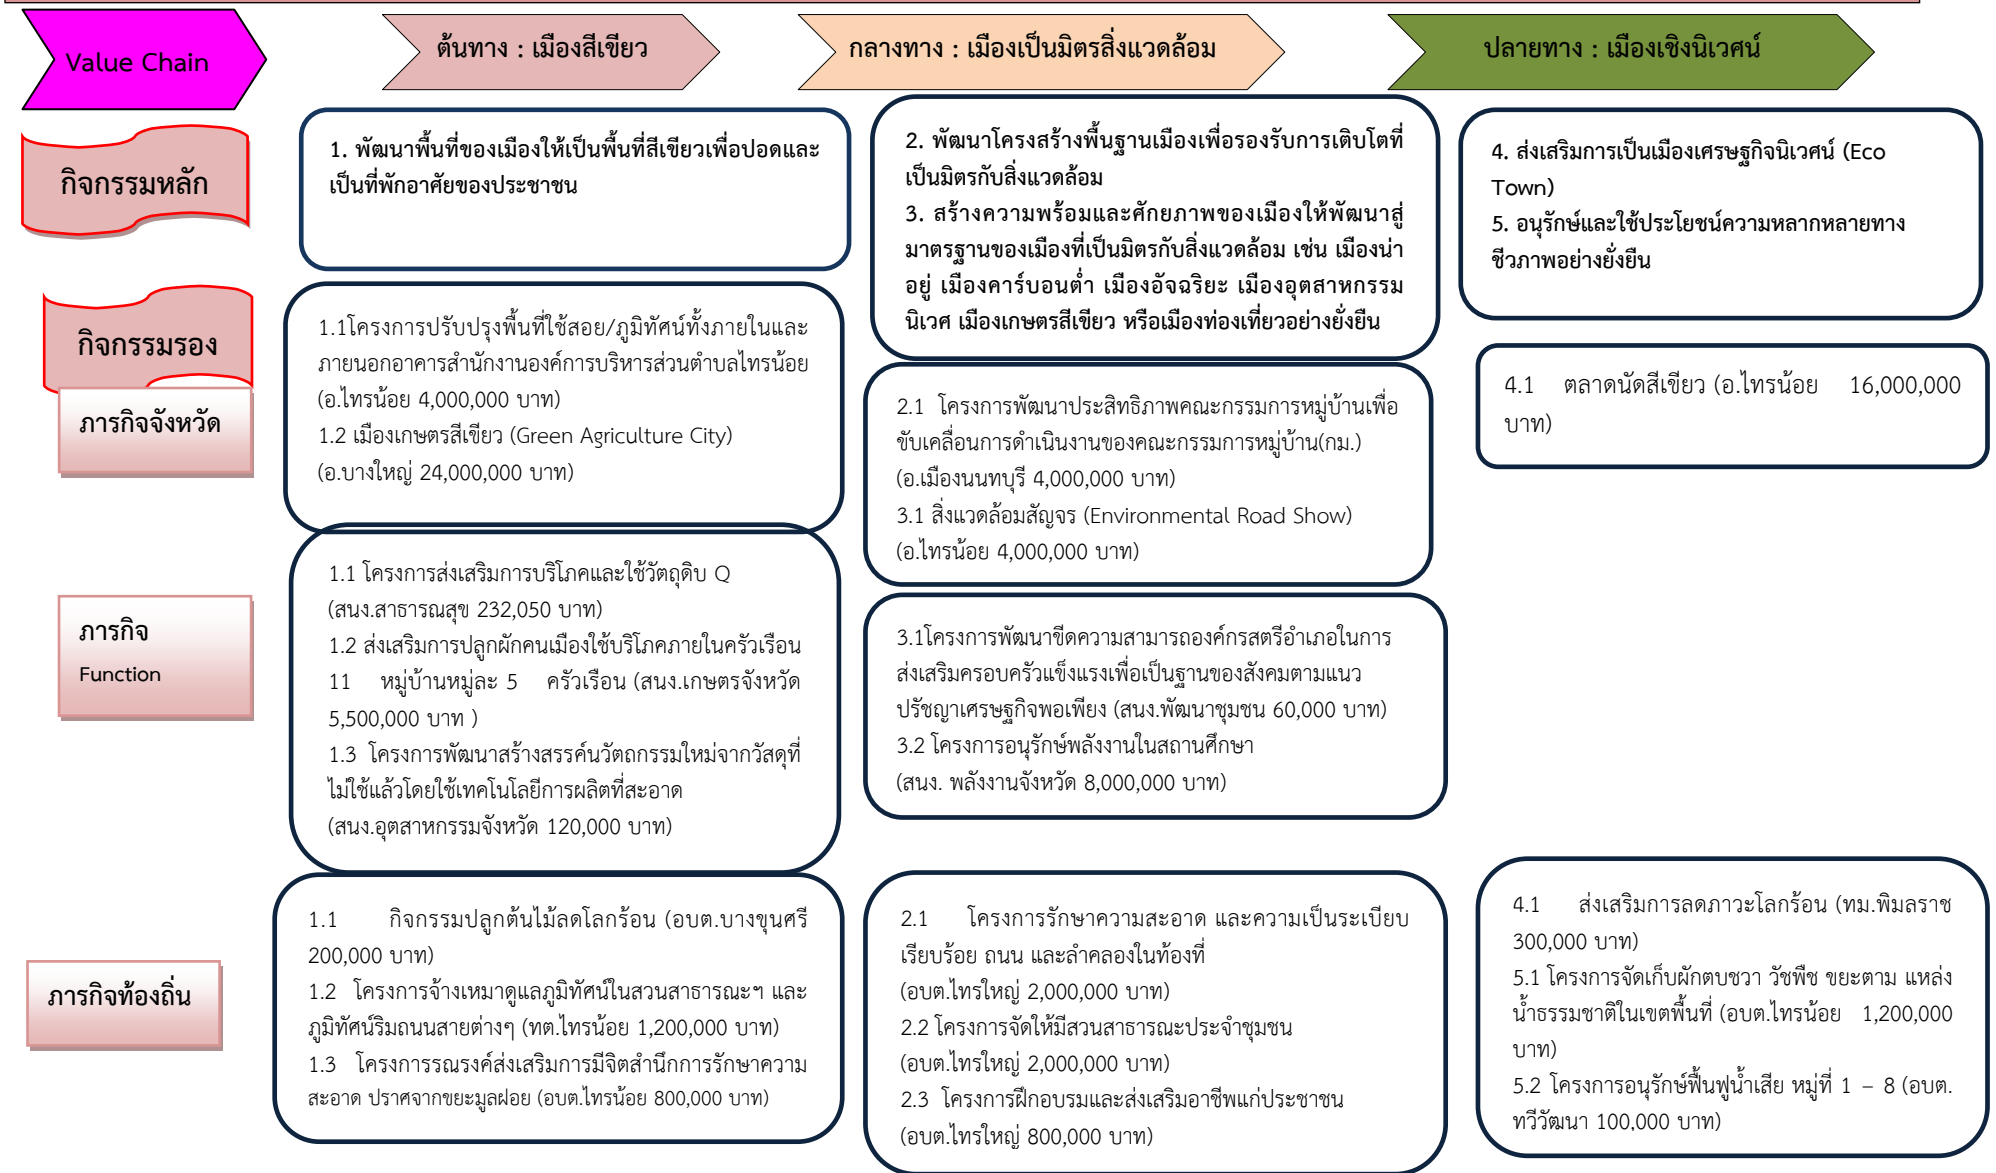 Value Chain
ต้นทาง : เมืองสีเขียว
กลางทาง : เมืองเป็นมิตรสิ่งแวดล้อม
ปลายทาง : เมืองเชิงนิเวศน์
กิจกรรมหลัก
1. พัฒนาพื้นที่ของเมืองให้เป็นพื้นที่สีเขียวเพื่อปอดและ
เป็นที่พักอาศัยของประชาชน
2. พัฒนาโครงสร้างพื้นฐานเมืองเพื่อรองรับการเติบโตที่
เป็นมิตรกับสิ่งแวดล้อม
3. สร้างความพร้อมและศักยภาพของเมืองให้พัฒนาสู่
มาตรฐานของเมืองที่เป็นมิตรกับสิ่งแวดล้อม เช่น เมืองน่า
อยู่ เมืองคาร์บอนต่ำ เมืองอัจฉริยะ เมืองอุตสาหกรรม
นิเวศ เมืองเกษตรสีเขียว หรือเมืองท่องเที่ยวอย่างยั่งยืน
4. ส่งเสริมการเป็นเมืองเศรษฐกิจนิเวศน์ (Eco
Town)
5. อนุรักษ์และใช้ประโยชน์ความหลากหลายทาง
ชีวภาพอย่างยั่งยืน
กิจกรรมรอง
ภารกิจจังหวัด
1.1โครงการปรับปรุงพื้นที่ใช้สอย/ภูมิทัศน์ทั้งภายในและ
ภายนอกอาคารสำนักงานองค์การบริหารส่วนตำบลไทรน้อย
(อ.ไทรน้อย 4,000,000 บาท)
1.2 เมืองเกษตรสีเขียว (Green Agriculture City)
(อ.บางใหญ่ 24,000,000 บาท)
2.1 โครงการพัฒนาประสิทธิภาพคณะกรรมการหมู่บ้านเพื่อ
ขับเคลื่อนการดำเนินงานของคณะกรรมการหมู่บ้าน(กม.)
(อ.เมืองนนทบุรี 4,000,000 บาท)
3.1 สิ่งแวดล้อมสัญจร (Environmental Road Show)
(อ.ไทรน้อย 4,000,000 บาท)
4.1 ตลาดนัดสีเขียว (อ.ไทรน้อย 16,000,000
บาท)
ภารกิจ
Function
1.1 โครงการส่งเสริมการบริโภคและใช้วัตถุดิบ Q
(สนง.สาธารณสุข 232,050 บาท)
1.2 ส่งเสริมการปลูกผักคนเมืองใช้บริโภคภายในครัวเรือน
11 หมู่บ้านหมู่ละ 5 ครัวเรือน (สนง.เกษตรจังหวัด
5,500,000 บาท )
1.3 โครงการพัฒนาสร้างสรรค์นวัตถกรรมใหม่จากวัสดุที่
ไม่ใช้แล้วโดยใช้เทคโนโลยีการผลิตที่สะอาด
(สนง.อุตสาหกรรมจังหวัด 120,000 บาท)
3.1โครงการพัฒนาขีดความสามารถองค์กรสตรีอำเภอในการ
ส่งเสริมครอบครัวแข็งแรงเพื่อเป็นฐานของสังคมตามแนว
ปรัชญาเศรษฐกิจพอเพียง (สนง.พัฒนาชุมชน 60,000 บาท)
3.2 โครงการอนุรักษ์พลังงานในสถานศึกษา
(สนง. พลังงานจังหวัด 8,000,000 บาท)
ภารกิจท้องถิ่น
1.1 กิจกรรมปลูกต้นไม้ลดโลกร้อน (อบต.บางขุนศรี
200,000 บาท)
1.2 โครงการจ้างเหมาดูแลภูมิทัศน์ในสวนสาธารณะฯ และ
ภูมิทัศน์ริมถนนสายต่างๆ (ทต.ไทรน้อย 1,200,000 บาท)
1.3 โครงการรณรงค์ส่งเสริมการมีจิตสำนึกการรักษาความ
สะอาด ปราศจากขยะมูลฝอย (อบต.ไทรน้อย 800,000 บาท)
2.1 โครงการรักษาความสะอาด และความเป็นระเบียบ
เรียบร้อย ถนน และลำคลองในท้องที่
(อบต.ไทรใหญ่ 2,000,000 บาท)
2.2 โครงการจัดให้มีสวนสาธารณะประจำชุมชน
(อบต.ไทรใหญ่ 2,000,000 บาท)
2.3 โครงการฝึกอบรมและส่งเสริมอาชีพแก่ประชาชน
(อบต.ไทรใหญ่ 800,000 บาท)
4.1 ส่งเสริมการลดภาวะโลกร้อน (ทม.พิมลราช
300,000 บาท)
5.1 โครงการจัดเก็บผักตบชวา วัชพืช ขยะตาม แหล่ง
น้ำธรรมชาติในเขตพื้นที่ (อบต.ไทรน้อย 1,200,000
บาท)
5.2 โครงการอนุรักษ์ฟื้นฟูน้ำเสีย หมู่ที่ 1 – 8 (อบต.
ทวีวัฒนา 100,000 บาท)